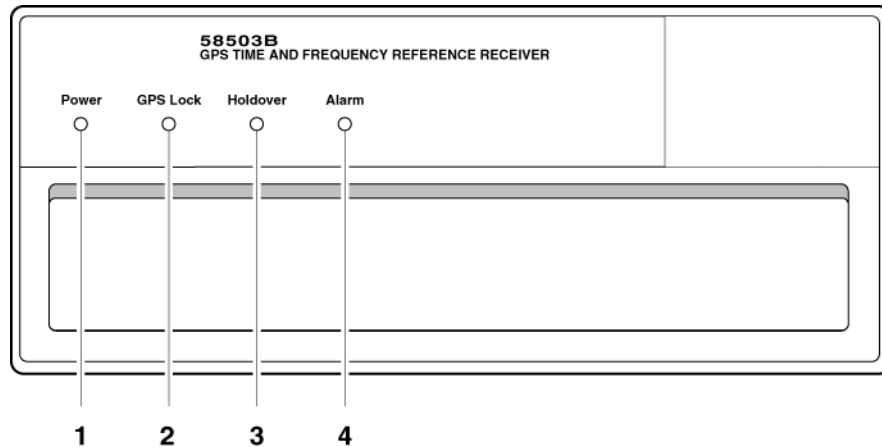 58503B
GPS TIME AND FREQUENCY REFERENCE RECEIVER
Power GPS Lock Holdover Alarm
1 2 3 4